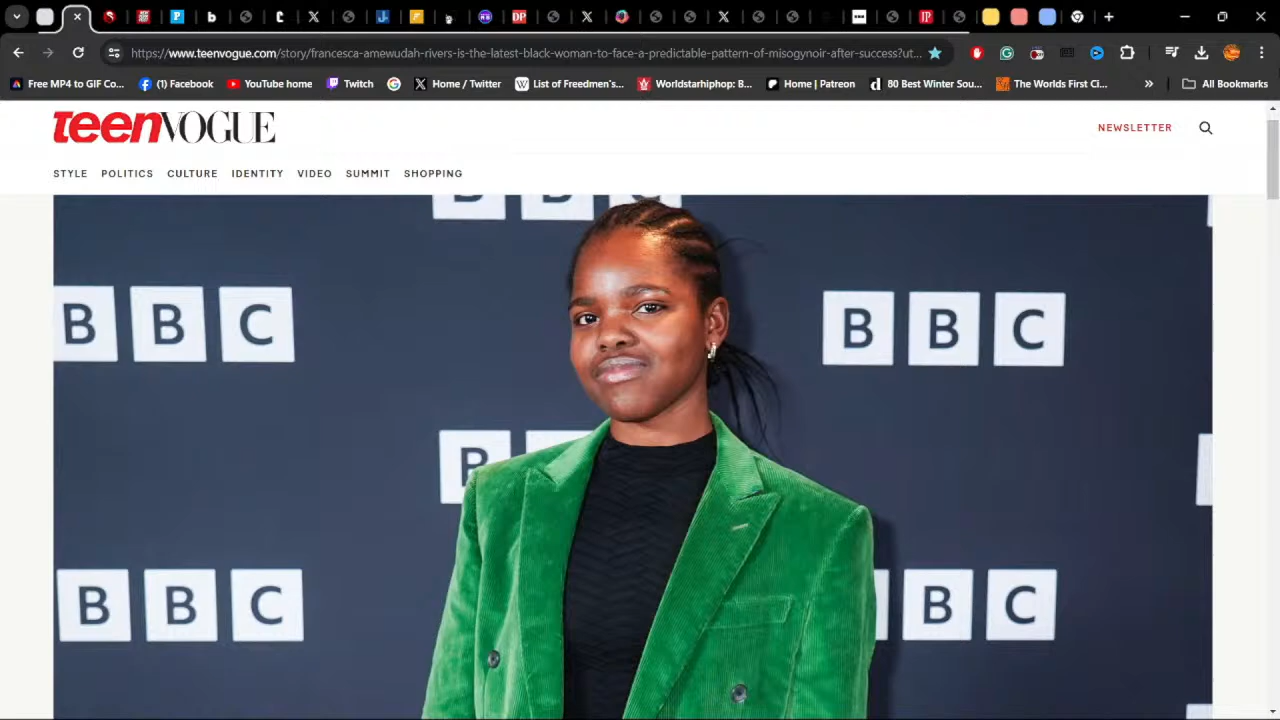 https://www.teenvogue.com/story/francesca-amewudah-rivers-is-the-latest-black-woman-to-face-a-predictable-pattern-of-misogynoir-after-success?ut...
Free MP4 to GIF Co... (1) Facebook YouTube home Twitch Home / Twitter List of Freedmen's... Worldstarhiphop: B... Home | Patreon 80 Best Winter Sou... The Worlds First Cl... » All Bookmarks
teenVOGUE
NEWSLETTER
STYLE POLITICS CULTURE IDENTITY VIDEO SUMMIT SHOPPING
B B C
BBC BBC
B
BBC BBC